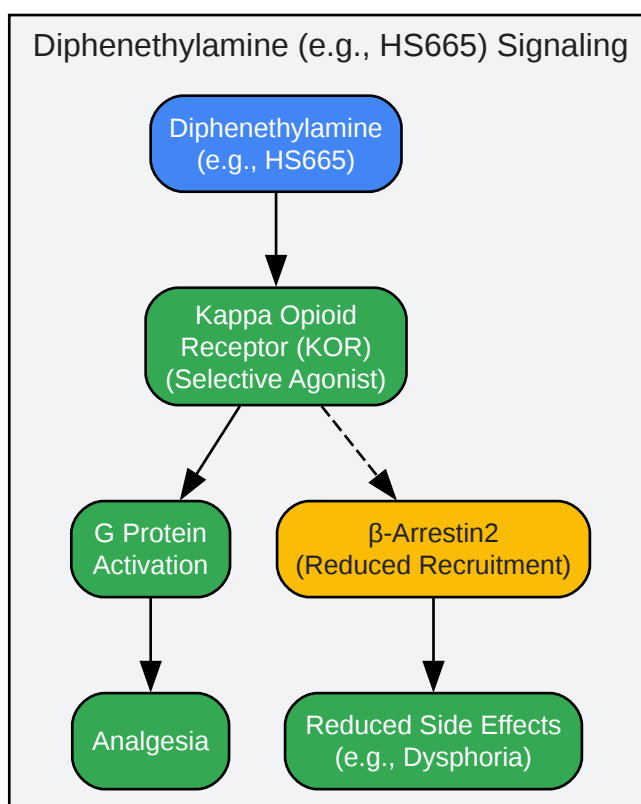 Diphenethylamine (e.g., HS665) Signaling
Diphenethylamine
(e.g., HS665)
Kappa Opioid
Receptor (KOR)
(Selective Agonist)
G Protein
Activation
β-Arrestin2
(Reduced Recruitment)
Analgesia
Reduced Side Effects
(e.g., Dysphoria)